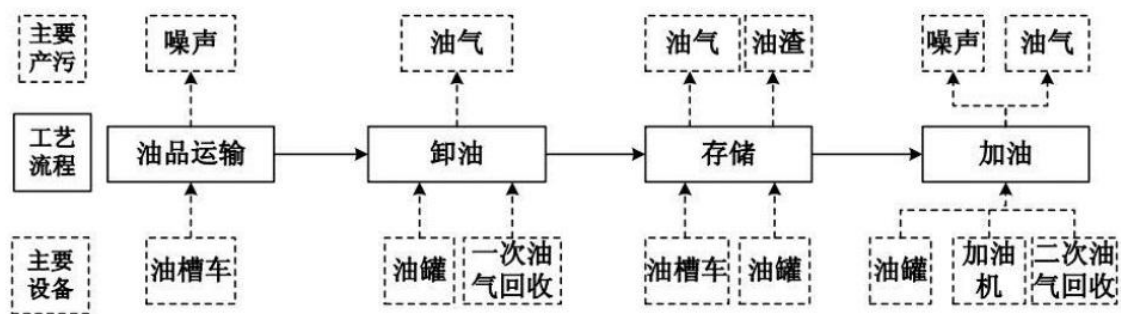 主要
产污
噪声
油气
油气
油渣
噪声
油气
工艺
流程
油品运输
卸油
存储
加油
主要
设备
油槽车
油罐
一次油
气回收
油槽车
油罐
油罐
加油
机
二次油
气回收